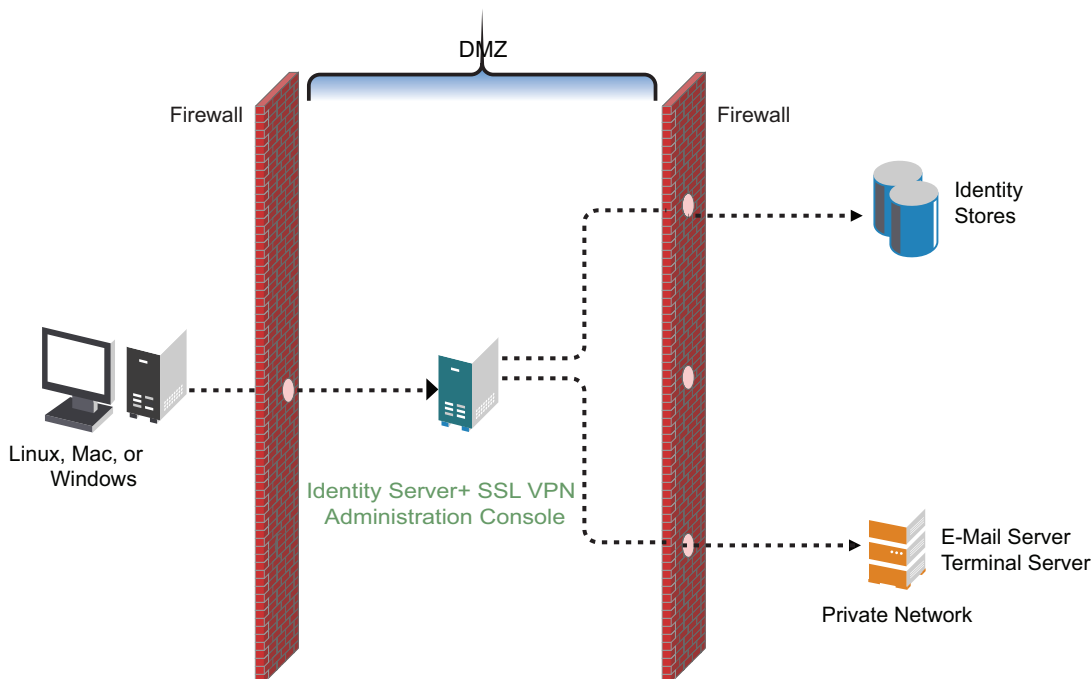 DMZ
Firewall
Firewall
Identity
Stores
Linux, Mac, or
Windows
Identity Server+ SSL VPN
Administration Console
E-Mail Server
Terminal Server
Private Network